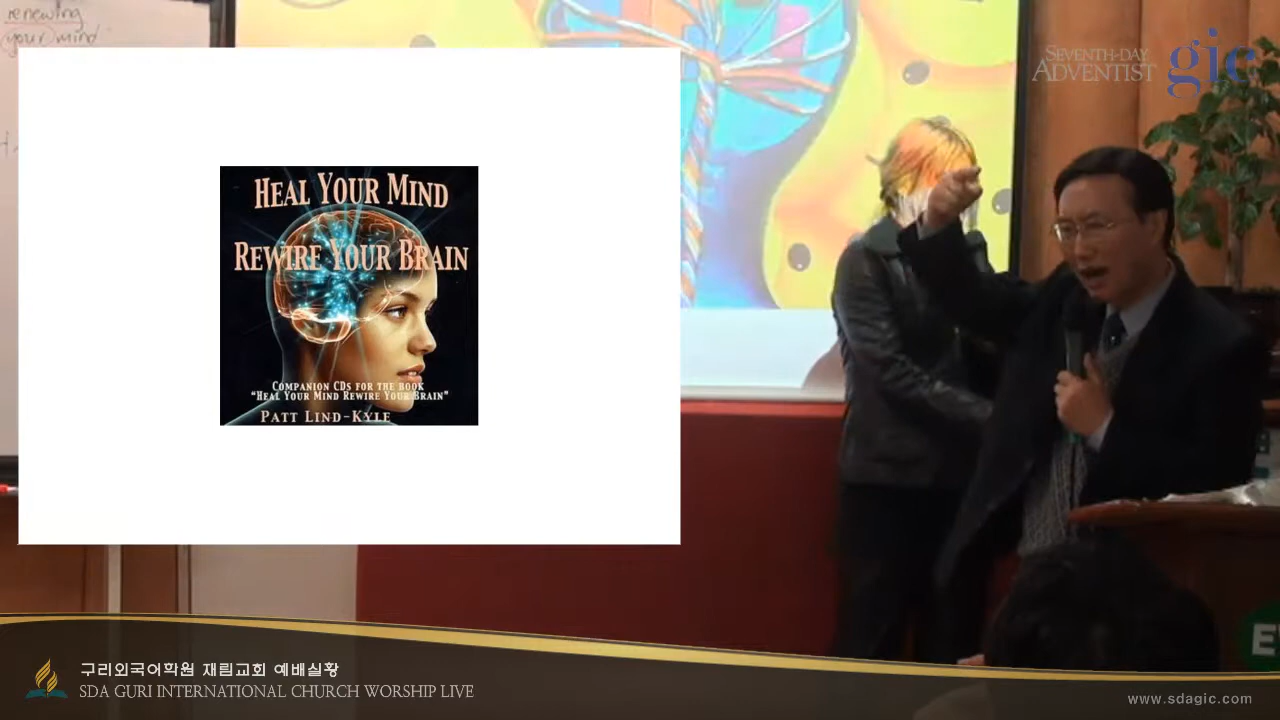 renewing
your mind
SEVENTH-DAY
ADVENTIST
gic
HEAL YOUR MIND
REWIRE YOUR BRAIN
COMPANION CDS FOR THE BOOK
"HEAL YOUR MIND REWIRE YOUR BRAIN"
PATT LIND-KYLE
구리외국어학원 재림교회 예배실황
SDA GURI INTERNATIONAL CHURCH WORSHIP LIVE
www.sdagic.com